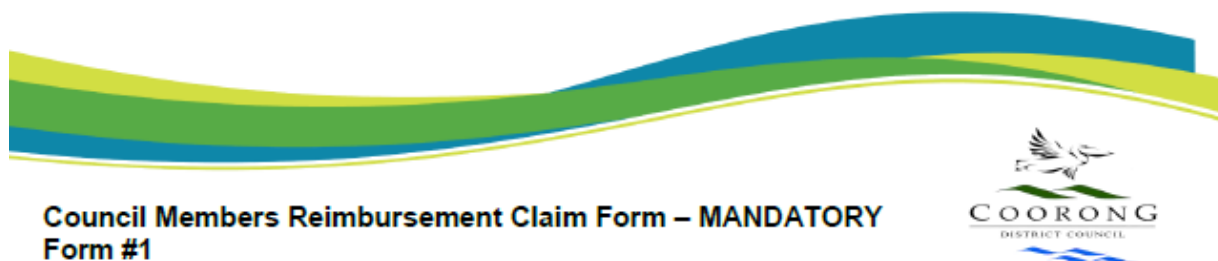 Council Members Reimbursement Claim Form – MANDATORY
Form #1
COORONG
DISTRICT COUNCIL